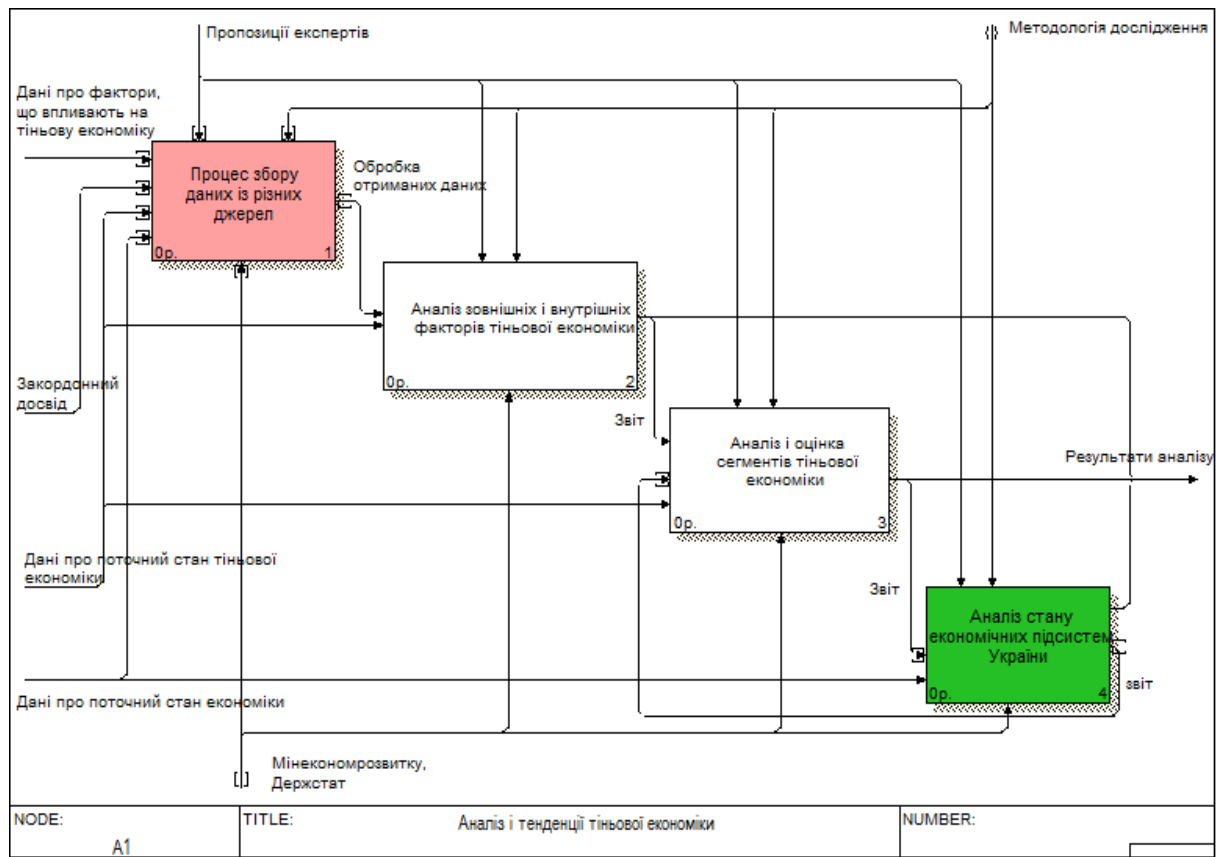 Пропозиції експертів
Методологія дослідження
Дані про фактори,
що впливають на
тіньову економіку
Процес збору
даних із різних
джерел
0р.
1
Обробка
отриманих даних
Аналіз зовнішніх і внутрішніх
факторів тіньової економіки
0р.
2
Закордонний
досвід
Звіт
Аналіз і оцінка
сегментів тіньової
економіки
0р.
3
Результати аналізу
Дані про поточний стан тіньової
економіки
Звіт
Аналіз стану
економічних підсистем
України
0р.
4
звіт
Дані про поточний стан економіки
Мінекономрозвитку,
Держстат
NODE:
A1
TITLE:
Аналіз і тенденції тіньової економіки
NUMBER: